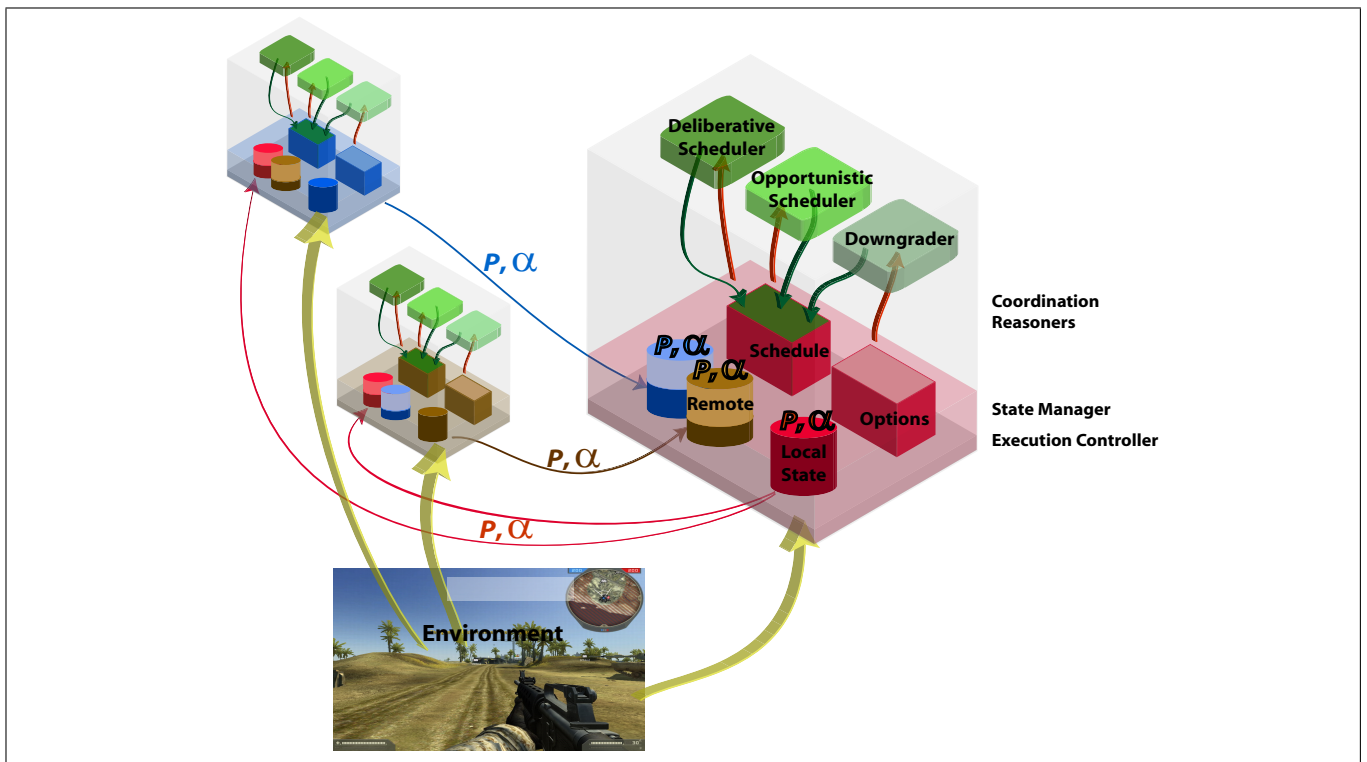 Deliberative
Scheduler
Opportunistic
Scheduler
Downgrader
P, α
Coordination
Reasoners
P, α
Schedule
P, α
Remote
Options
State Manager
P, α
Execution Controller
Local
State
P, α
P, α
Environment